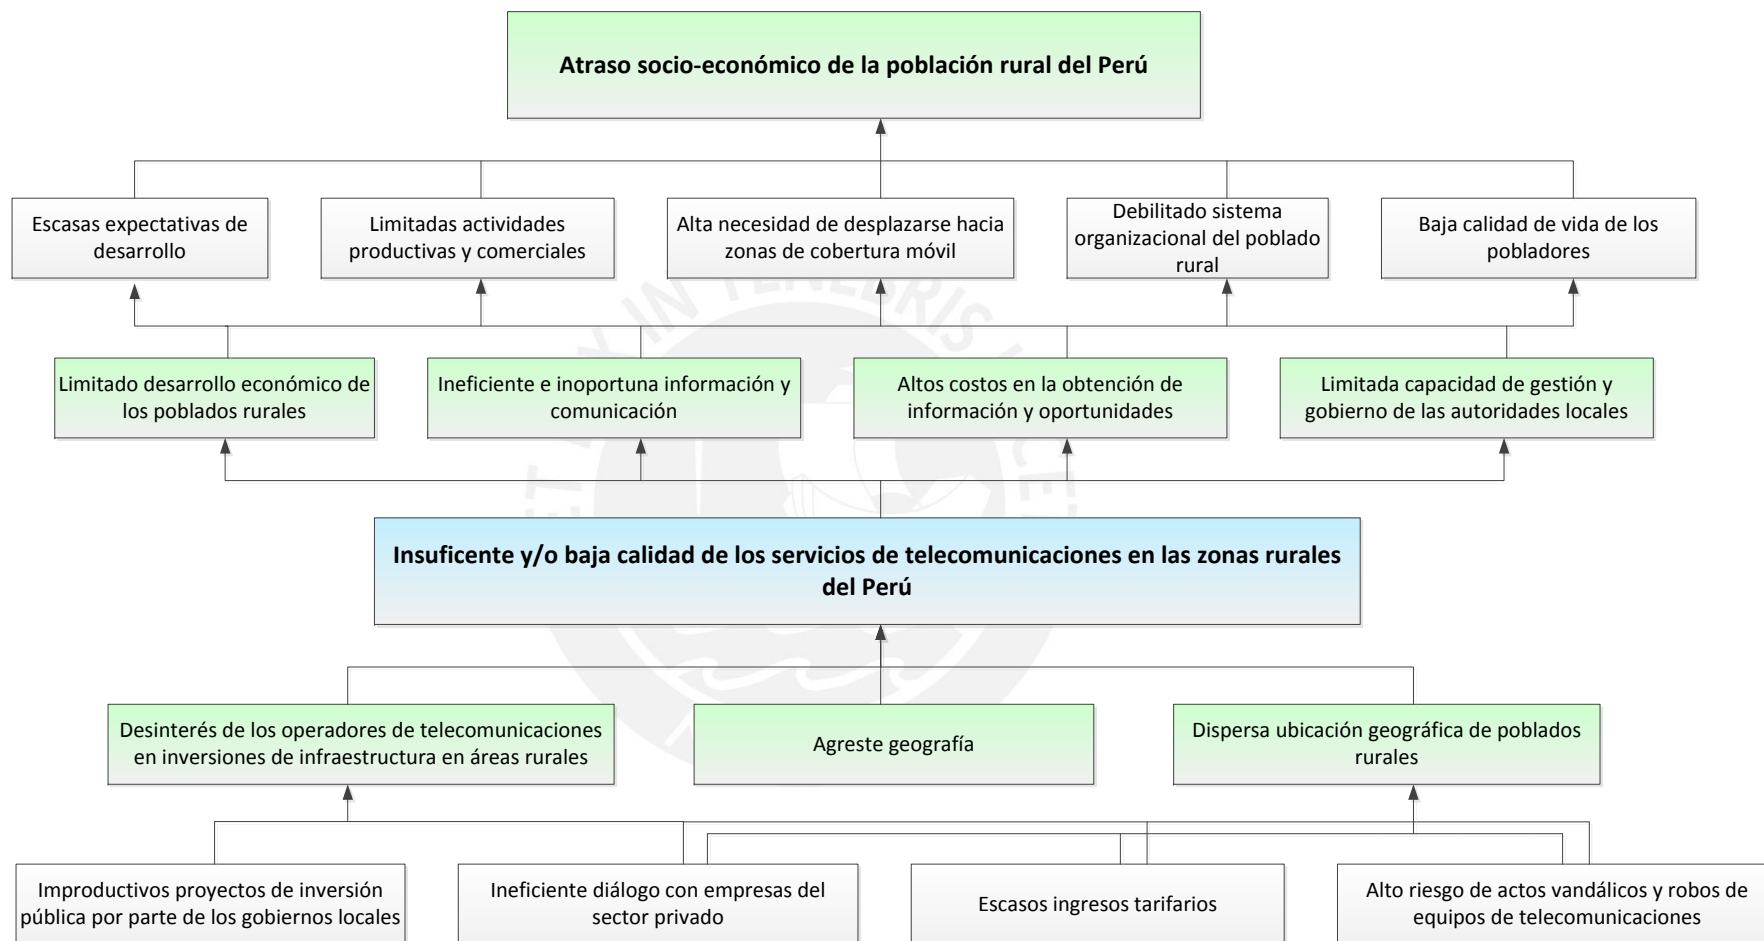 Atraso socio-económico de la población rural del Perú
Escasas expectativas de
desarrollo
Limitadas actividades
productivas y comerciales
Alta necesidad de desplazarse hacia
zonas de cobertura móvil
Debilitado sistema
organizacional del poblado
rural
Baja calidad de vida de los
pobladores
Limitado desarrollo económico de
los poblados rurales
Ineficiente e inoportuna información y
comunicación
Altos costos en la obtención de
información y oportunidades
Limitada capacidad de gestión y
gobierno de las autoridades locales
Insuficente y/o baja calidad de los servicios de telecomunicaciones en las zonas rurales
del Perú
Desinterés de los operadores de telecomunicaciones
en inversiones de infraestructura en áreas rurales
Agreste geografía
Dispersa ubicación geográfica de poblados
rurales
Improductivos proyectos de inversión
pública por parte de los gobiernos locales
Ineficiente diálogo con empresas del
sector privado
Escasos ingresos tarifarios
Alto riesgo de actos vandálicos y robos de
equipos de telecomunicaciones